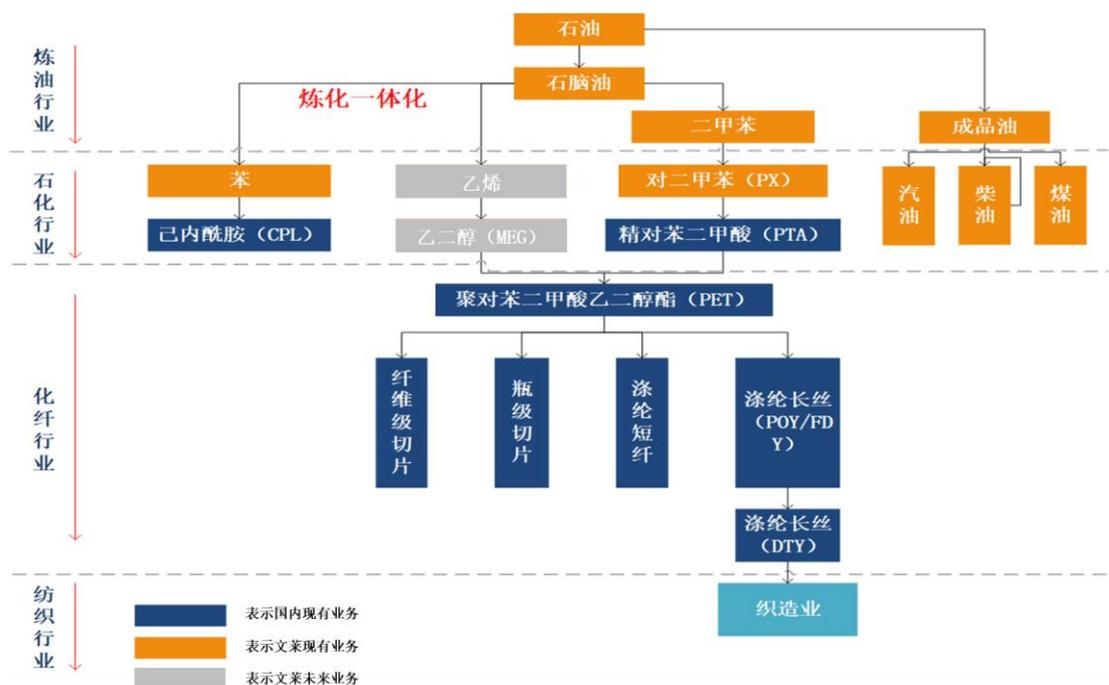 炼油行业
石油
石脑油
炼化一体化
二甲苯
成品油
石化行业
苯
乙烯
对二甲苯（PX）
汽油
柴油
煤油
己内酰胺（CPL）
乙二醇（MEG）
精对苯二甲酸（PTA）
化纤行业
聚对苯二甲酸乙二醇酯（PET）
纤维级切片
瓶级切片
涤纶短纤
涤纶长丝
（POY/FD
Y）
涤纶长丝
（DTY）
纺织行业
织造业
表示国内现有业务
表示文莱现有业务
表示文莱未来业务